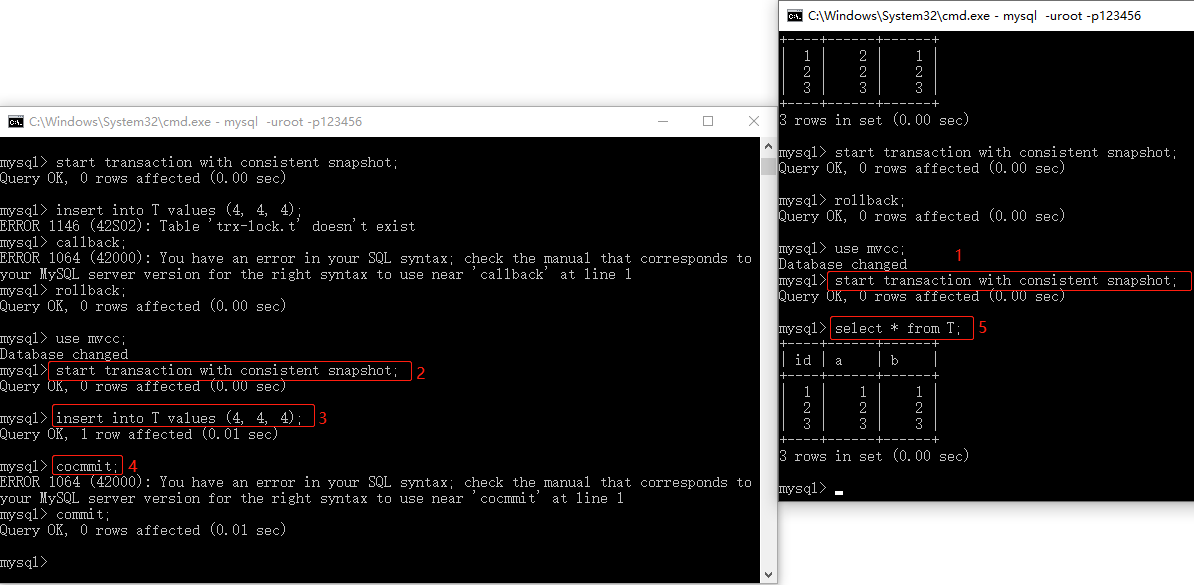 C:\Windows\System32\cmd.exe - mysql  -uroot -p123456
mysql> start transaction with consistent snapshot;
Query OK, 0 rows affected (0.00 sec)
mysql> insert into T values (4, 4, 4);
ERROR 1146 (42S02): Table 'trx-lock.t' doesn't exist
mysql> callback;
ERROR 1064 (42000): You have an error in your SQL syntax; check the manual that corresponds to
your MySQL server version for the right syntax to use near 'callback' at line 1
mysql> rollback;
Query OK, 0 rows affected (0.00 sec)
mysql> use mvcc;
Database changed
mysql> start transaction with consistent snapshot; 2
Query OK, 0 rows affected (0.00 sec)
mysql> insert into T values (4, 4, 4); 3
Query OK, 1 row affected (0.01 sec)
mysql> cocmmit; 4
ERROR 1064 (42000): You have an error in your SQL syntax; check the manual that corresponds to
your MySQL server version for the right syntax to use near 'cocmmit' at line 1
mysql> commit;
Query OK, 0 rows affected (0.01 sec)
mysql>
C:\Windows\System32\cmd.exe - mysql  -uroot -p123456
+----+------+------+
|  1 |    2 |    1 |
|  2 |    2 |    2 |
|  3 |    3 |    3 |
+----+------+------+
3 rows in set (0.00 sec)
mysql> start transaction with consistent snapshot;
Query OK, 0 rows affected (0.00 sec)
mysql> rollback;
Query OK, 0 rows affected (0.00 sec)
mysql> use mvcc; 1
Database changed
mysql> start transaction with consistent snapshot;
Query OK, 0 rows affected (0.00 sec)
mysql> select * from T; 5
+----+------+------+
| id | a    | b    |
+----+------+------+
|  1 |    1 |    1 |
|  2 |    2 |    2 |
|  3 |    3 |    3 |
+----+------+------+
3 rows in set (0.00 sec)
mysql>